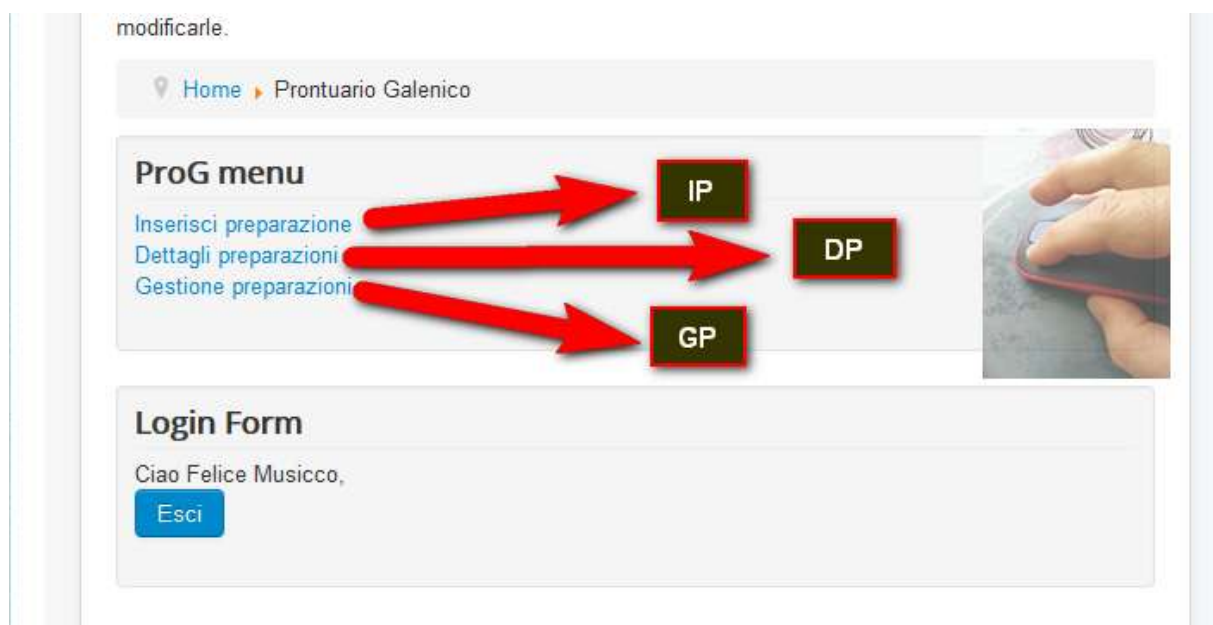 modificarle.
Home Prontuario Galenico
ProG menu
IP
Inserisci preparazione
Dettagli preparazioni
DP
Gestione preparazioni
GP
Login Form
Ciao Felice Musicco,
Esci